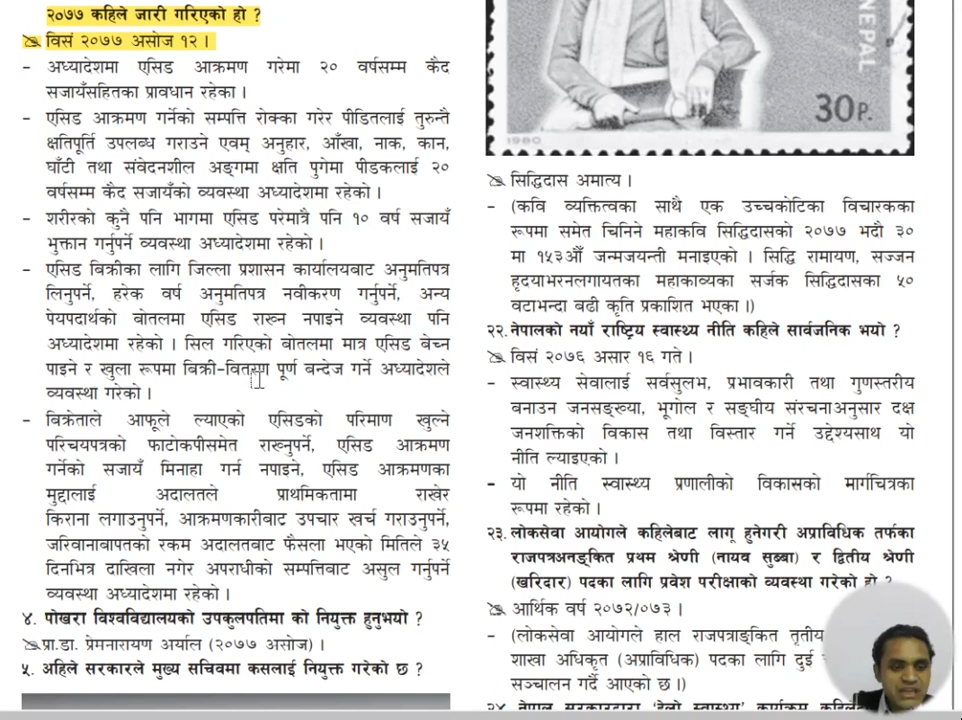 २०७७ कहिले जारी गरिएको हो ?
विसं २०७७ असोज १२ ।
- अध्यादेशमा एसिड आक्रमण गरेमा २० वर्षसम्म कैद
सजायँसहितका प्रावधान रहेको ।
- एसिड आक्रमण गर्नेको सम्पत्ति रोक्का गरेर पीडितलाई तुरुन्तै
क्षतिपूर्ति उपलब्ध गराउने एवम् अनुहार, आँखा, नाक, कान,
घाँटी तथा संवेदनशील अङ्गमा क्षति पुगेमा पीडकलाई २०
वर्षसम्म कैद सजायँको व्यवस्था अध्यादेशमा रहेको ।
- शरीरको कुनै पनि भागमा एसिड परेमात्रै पनि १० वर्ष सजायँ
भुक्तान गर्नुपर्ने व्यवस्था अध्यादेशमा रहेको ।
- एसिड बिक्रीका लागि जिल्ला प्रशासन कार्यालयबाट अनुमतिपत्र
लिनुपर्ने, हरेक वर्ष अनुमतिपत्र नवीकरण गर्नुपर्ने, अन्य
पेयपदार्थको बोतलमा एसिड राख्न नपाइने व्यवस्था पनि
अध्यादेशमा रहेको । सिल गरिएको बोतलमा मात्र एसिड बेच्न
पाइने र खुला रूपमा बिक्री-वितरण पूर्ण बन्देज गर्ने अध्यादेशले
व्यवस्था गरेको ।
- बिक्रेताले आफूले ल्याएको एसिडको परिमाण खुल्ने
परिचयपत्रको फाटोकपीसमेत राख्नुपर्ने, एसिड आक्रमण
गर्नेको सजायँ मिनाहा गर्न नपाइने, एसिड आक्रमणका
मुद्दालाई अदालतले प्राथमिकतामा राखेर
किराना लगाउनुपर्ने, आक्रमणकारीबाट उपचार खर्च गराउनुपर्ने,
जरिवानाबापतको रकम अदालतबाट फैसला भएको मितिले ३५
दिनभित्र दाखिला नगरे अपराधीको सम्पत्तिबाट असुल गर्नुपर्ने
व्यवस्था अध्यादेशमा रहेको ।
४. पोखरा विश्वविद्यालयको उपकुलपतिमा को नियुक्त हुनुभयो ?
प्रा.डा. प्रेमनारायण अर्याल (२०७७ असोज) ।
५. अहिले सरकारले मुख्य सचिवमा कसलाई नियुक्त गरेको छ ?
NEPAL
30P.
1980
सिद्धिदास अमात्य ।
- (कवि व्यक्तित्वका साथै एक उच्चकोटिका विचारकका
रूपमा समेत चिनिने महाकवि सिद्धिदासको २०७७ भदौ ३०
मा १५३औँ जन्मजयन्ती मनाइएको । सिद्धि रामायण, सज्जन
हृदयाभरनलगायतका महाकाव्यका सर्जक सिद्धिदासका ५०
वटाभन्दा बढी कृति प्रकाशित भएका ।)
२२. नेपालको नयाँ राष्ट्रिय स्वास्थ्य नीति कहिले सार्वजनिक भयो ?
विसं २०७६ असार १६ गते ।
- स्वास्थ्य सेवालाई सर्वसुलभ, प्रभावकारी तथा गुणस्तरीय
बनाउन जनसङ्ख्या, भूगोल र सङ्घीय संरचनाअनुसार दक्ष
जनशक्तिको विकास तथा विस्तार गर्ने उद्देश्यसाथ यो
नीति ल्याइएको ।
- यो नीति स्वास्थ्य प्रणालीको विकासको मार्गचित्रका
रूपमा रहेको ।
२३. लोकसेवा आयोगले कहिलेबाट लागू हुनेगरी अप्राविधिक तर्फका
राजपत्रअनङ्कित प्रथम श्रेणी (नायव सुब्बा) र द्वितीय श्रेणी
(खरिदार) पदका लागि प्रवेश परीक्षाको व्यवस्था गरेको हो ?
आर्थिक वर्ष २०७२/०७३ ।
- (लोकसेवा आयोगले हाल राजपत्राङ्कित तृतीय
शाखा अधिकृत (अप्राविधिक) पदका लागि दुई
सञ्चालन गर्दै आएको छ ।)
२४. नेपाल सरकारद्वारा 'हेलो स्वास्थ्य' कार्यक्रम